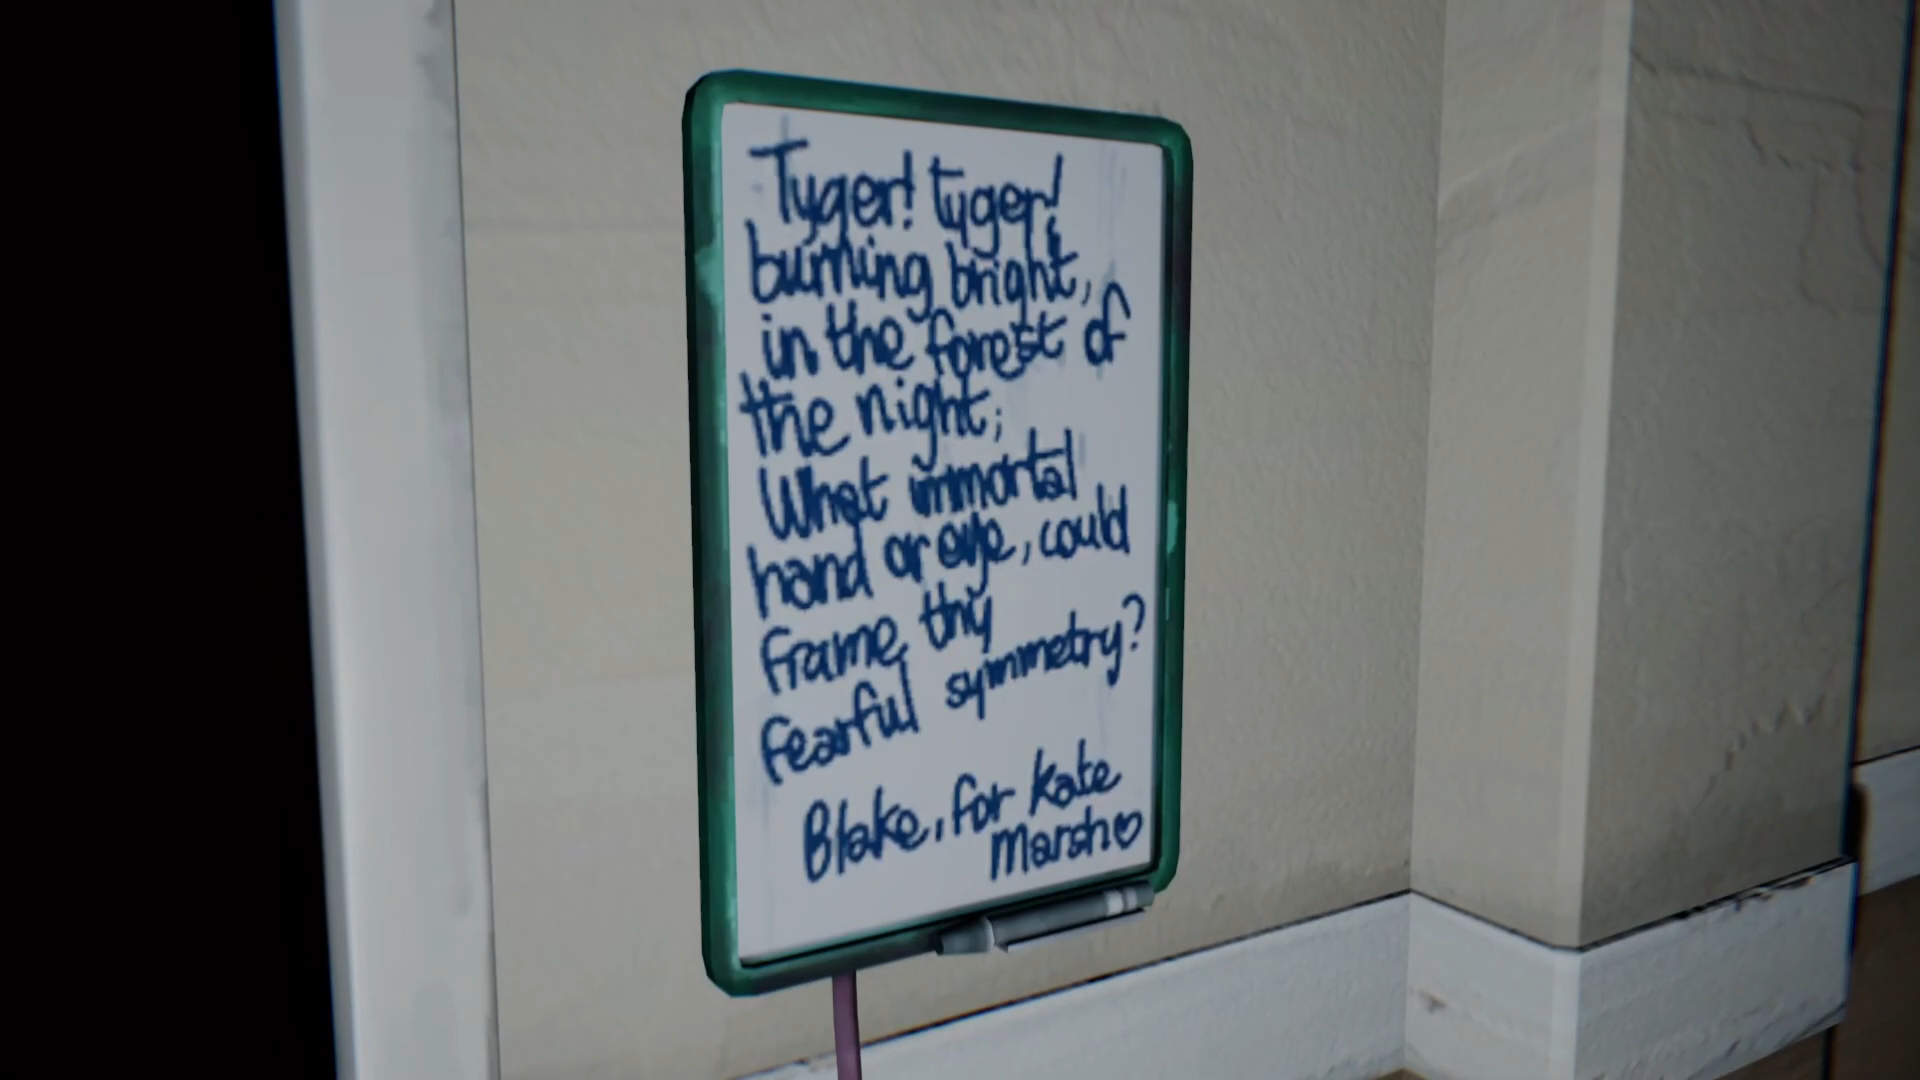 Tyger! tyger!
burning bright,
in the forest of
the night;
What immortal
hand or eye, could
frame thy
fearful symmetry?
Blake, for Kate
Marsh♡